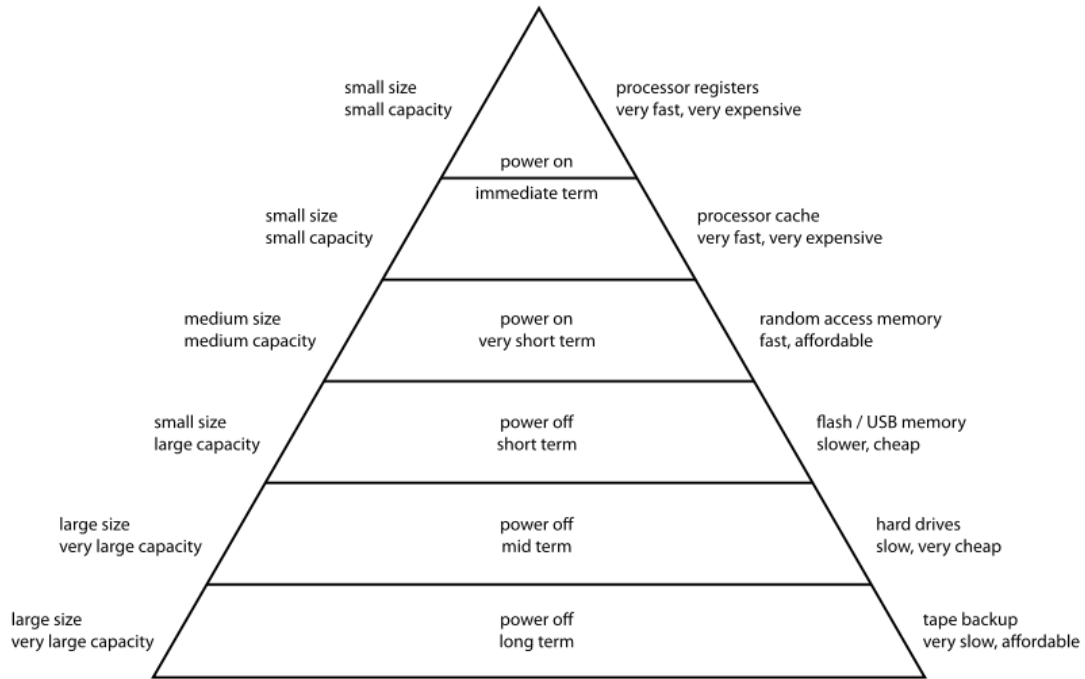 small size
small capacity
processor registers
very fast, very expensive
power on
immediate term
small size
small capacity
processor cache
very fast, very expensive
medium size
medium capacity
power on
very short term
random access memory
fast, affordable
small size
large capacity
power off
short term
flash / USB memory
slower, cheap
large size
very large capacity
power off
mid term
hard drives
slow, very cheap
large size
very large capacity
power off
long term
tape backup
very slow, affordable